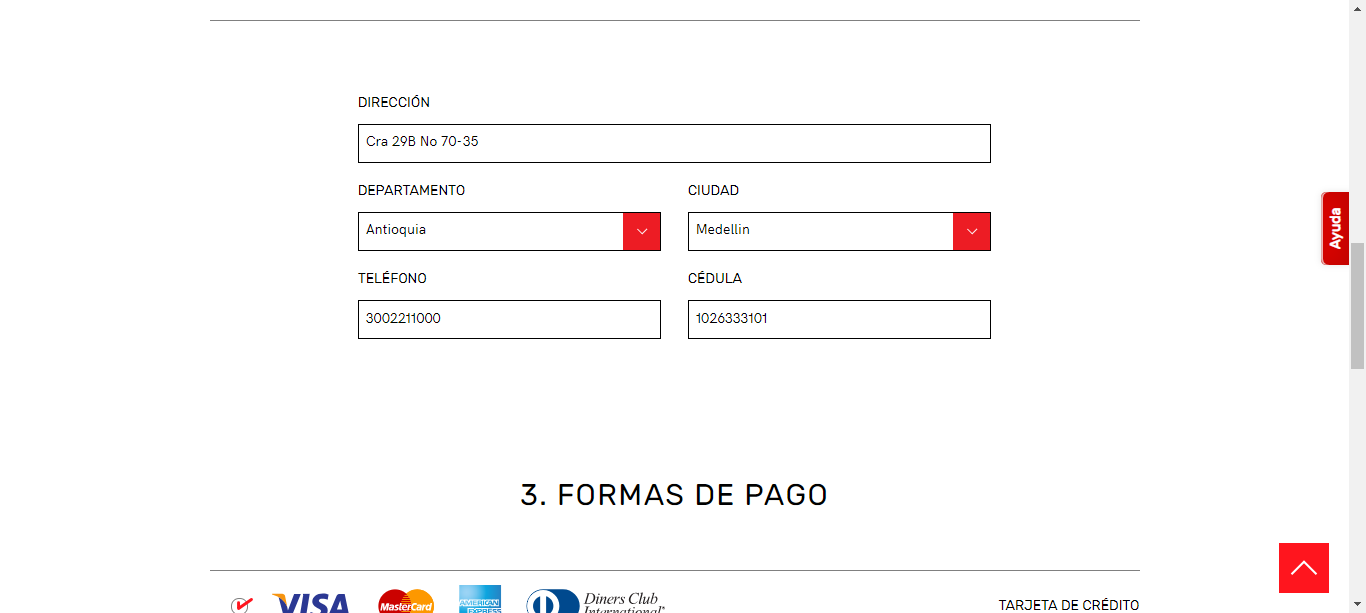 DIRECCIÓN
Cra 29B No 70-35
DEPARTAMENTO
CIUDAD
Antioquia
Medellin
TELÉFONO
CÉDULA
3002211000
1026333101
Ayuda
3. FORMAS DE PAGO
VISA
MasterCard
AMERICAN EXPRESS
Diners Club
International
TARJETA DE CRÉDITO